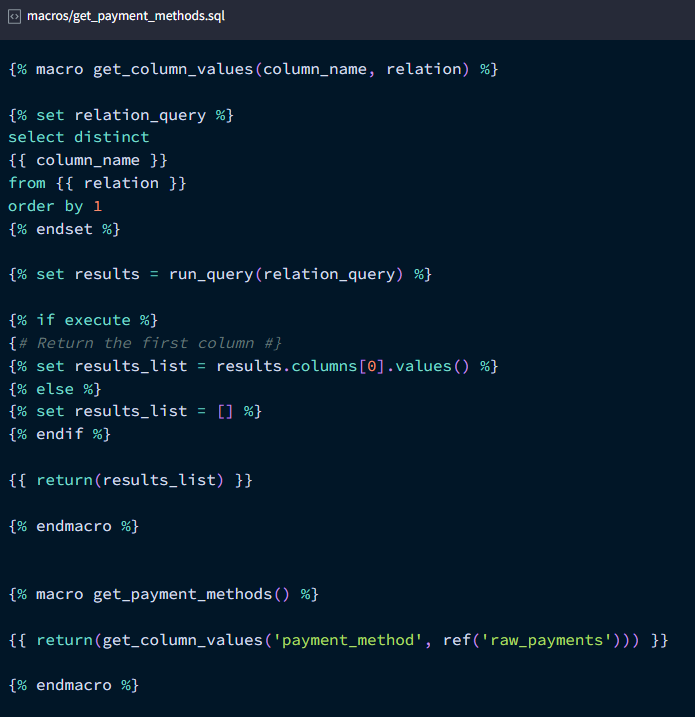 macros/get_payment_methods.sql
{% macro get_column_values(column_name, relation) %}
{% set relation_query %}
select distinct
{{ column_name }}
from {{ relation }}
order by 1
{% endset %}
{% set results = run_query(relation_query) %}
{% if execute %}
{# Return the first column #}
{% set results_list = results.columns[0].values() %}
{% else %}
{% set results_list = [] %}
{% endif %}
{{ return(results_list) }}
{% endmacro %}
{% macro get_payment_methods() %}
{{ return(get_column_values('payment_method', ref('raw_payments'))) }}
{% endmacro %}